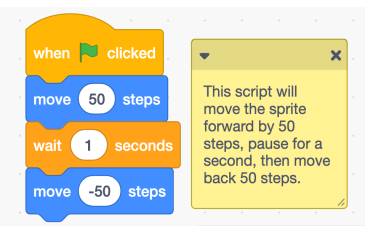 when clicked
move 50 steps
wait 1 seconds
move -50 steps
This script will
move the sprite
forward by 50
steps, pause for a
second, then move
back 50 steps.